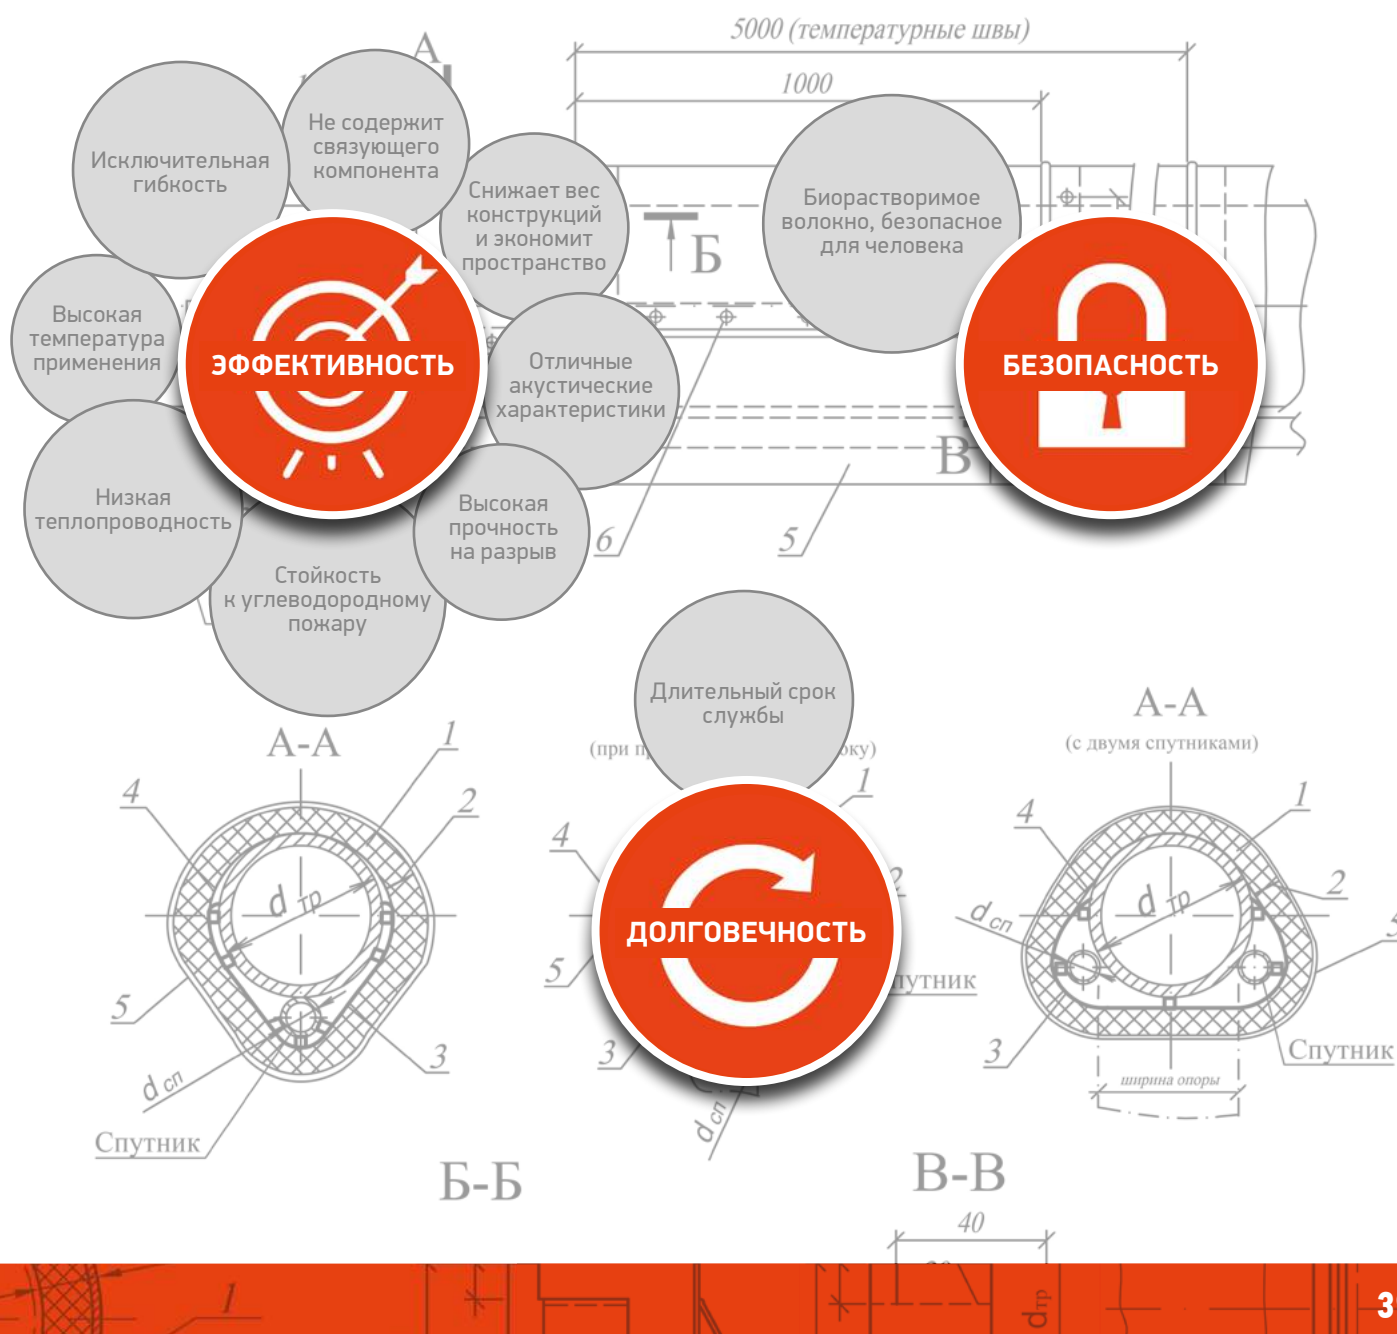 5000 (температурные швы)
1000
А
Исключительная
гибкость
Не содержит
связующего
компонента
Снижает вес
конструкций
и экономит
пространство
Биорастворимое
волокно, безопасное
для человека
Б
Высокая
температура
применения
ЭФФЕКТИВНОСТЬ
Отличные
акустические
характеристики
БЕЗОПАСНОСТЬ
В
Низкая
теплопроводность
Высокая
прочность
на разрыв
6
5
Стойкость
к углеводородному
пожару
Длительный срок
службы
А-А
1
4
2
d тр
5
3
d сп
Спутник
(при
1
4
2
ДОЛГОВЕЧНОСТЬ
5
3
d сп
А-А
(с двумя спутниками)
1
4
2
d сп
d тр
5
3
Спутник
ширина опоры
Б-Б
В-В
40
1
dтр
3